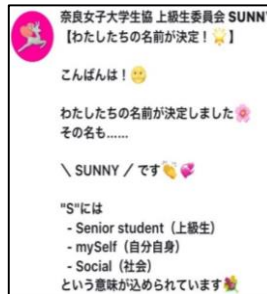 奈良女子大学生協 上級生委員会 SUNNY
【わたしたちの名前が決定！🌟】
こんばんは！🌝
わたしたちの名前が決定しました🌸
その名も……
＼ SUNNY ／ です👏💞
"S"には
- Senior student（上級生）
- mySelf（自分自身）
- Social（社会）
という意味が込められています💐